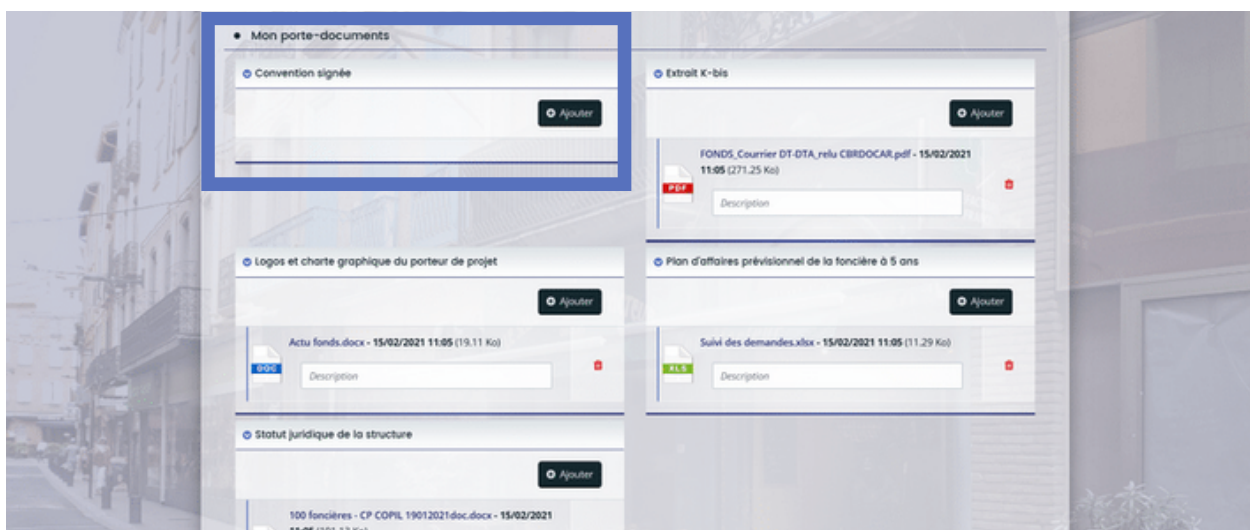 Mon porte-documents
Convention signée
Ajouter
Extrait K-bis
Ajouter
FONDS_Courrier DT-DTA_relu CBRDOCAR.pdf - 15/02/2021
11:05 (271.25 Ko)
PDF
Description
Logos et charte graphique du porteur de projet
Ajouter
Actu fonds.docx - 15/02/2021 11:05 (19.11 Ko)
DOC
Description
Plan d'affaires prévisionnel de la foncière à 5 ans
Ajouter
Suivi des demandes.xlsx - 15/02/2021 11:05 (11.29 Ko)
XLS
Description
Statut juridique de la structure
Ajouter
100 foncières - CP COPIL 19012021doc.docx - 15/02/2021